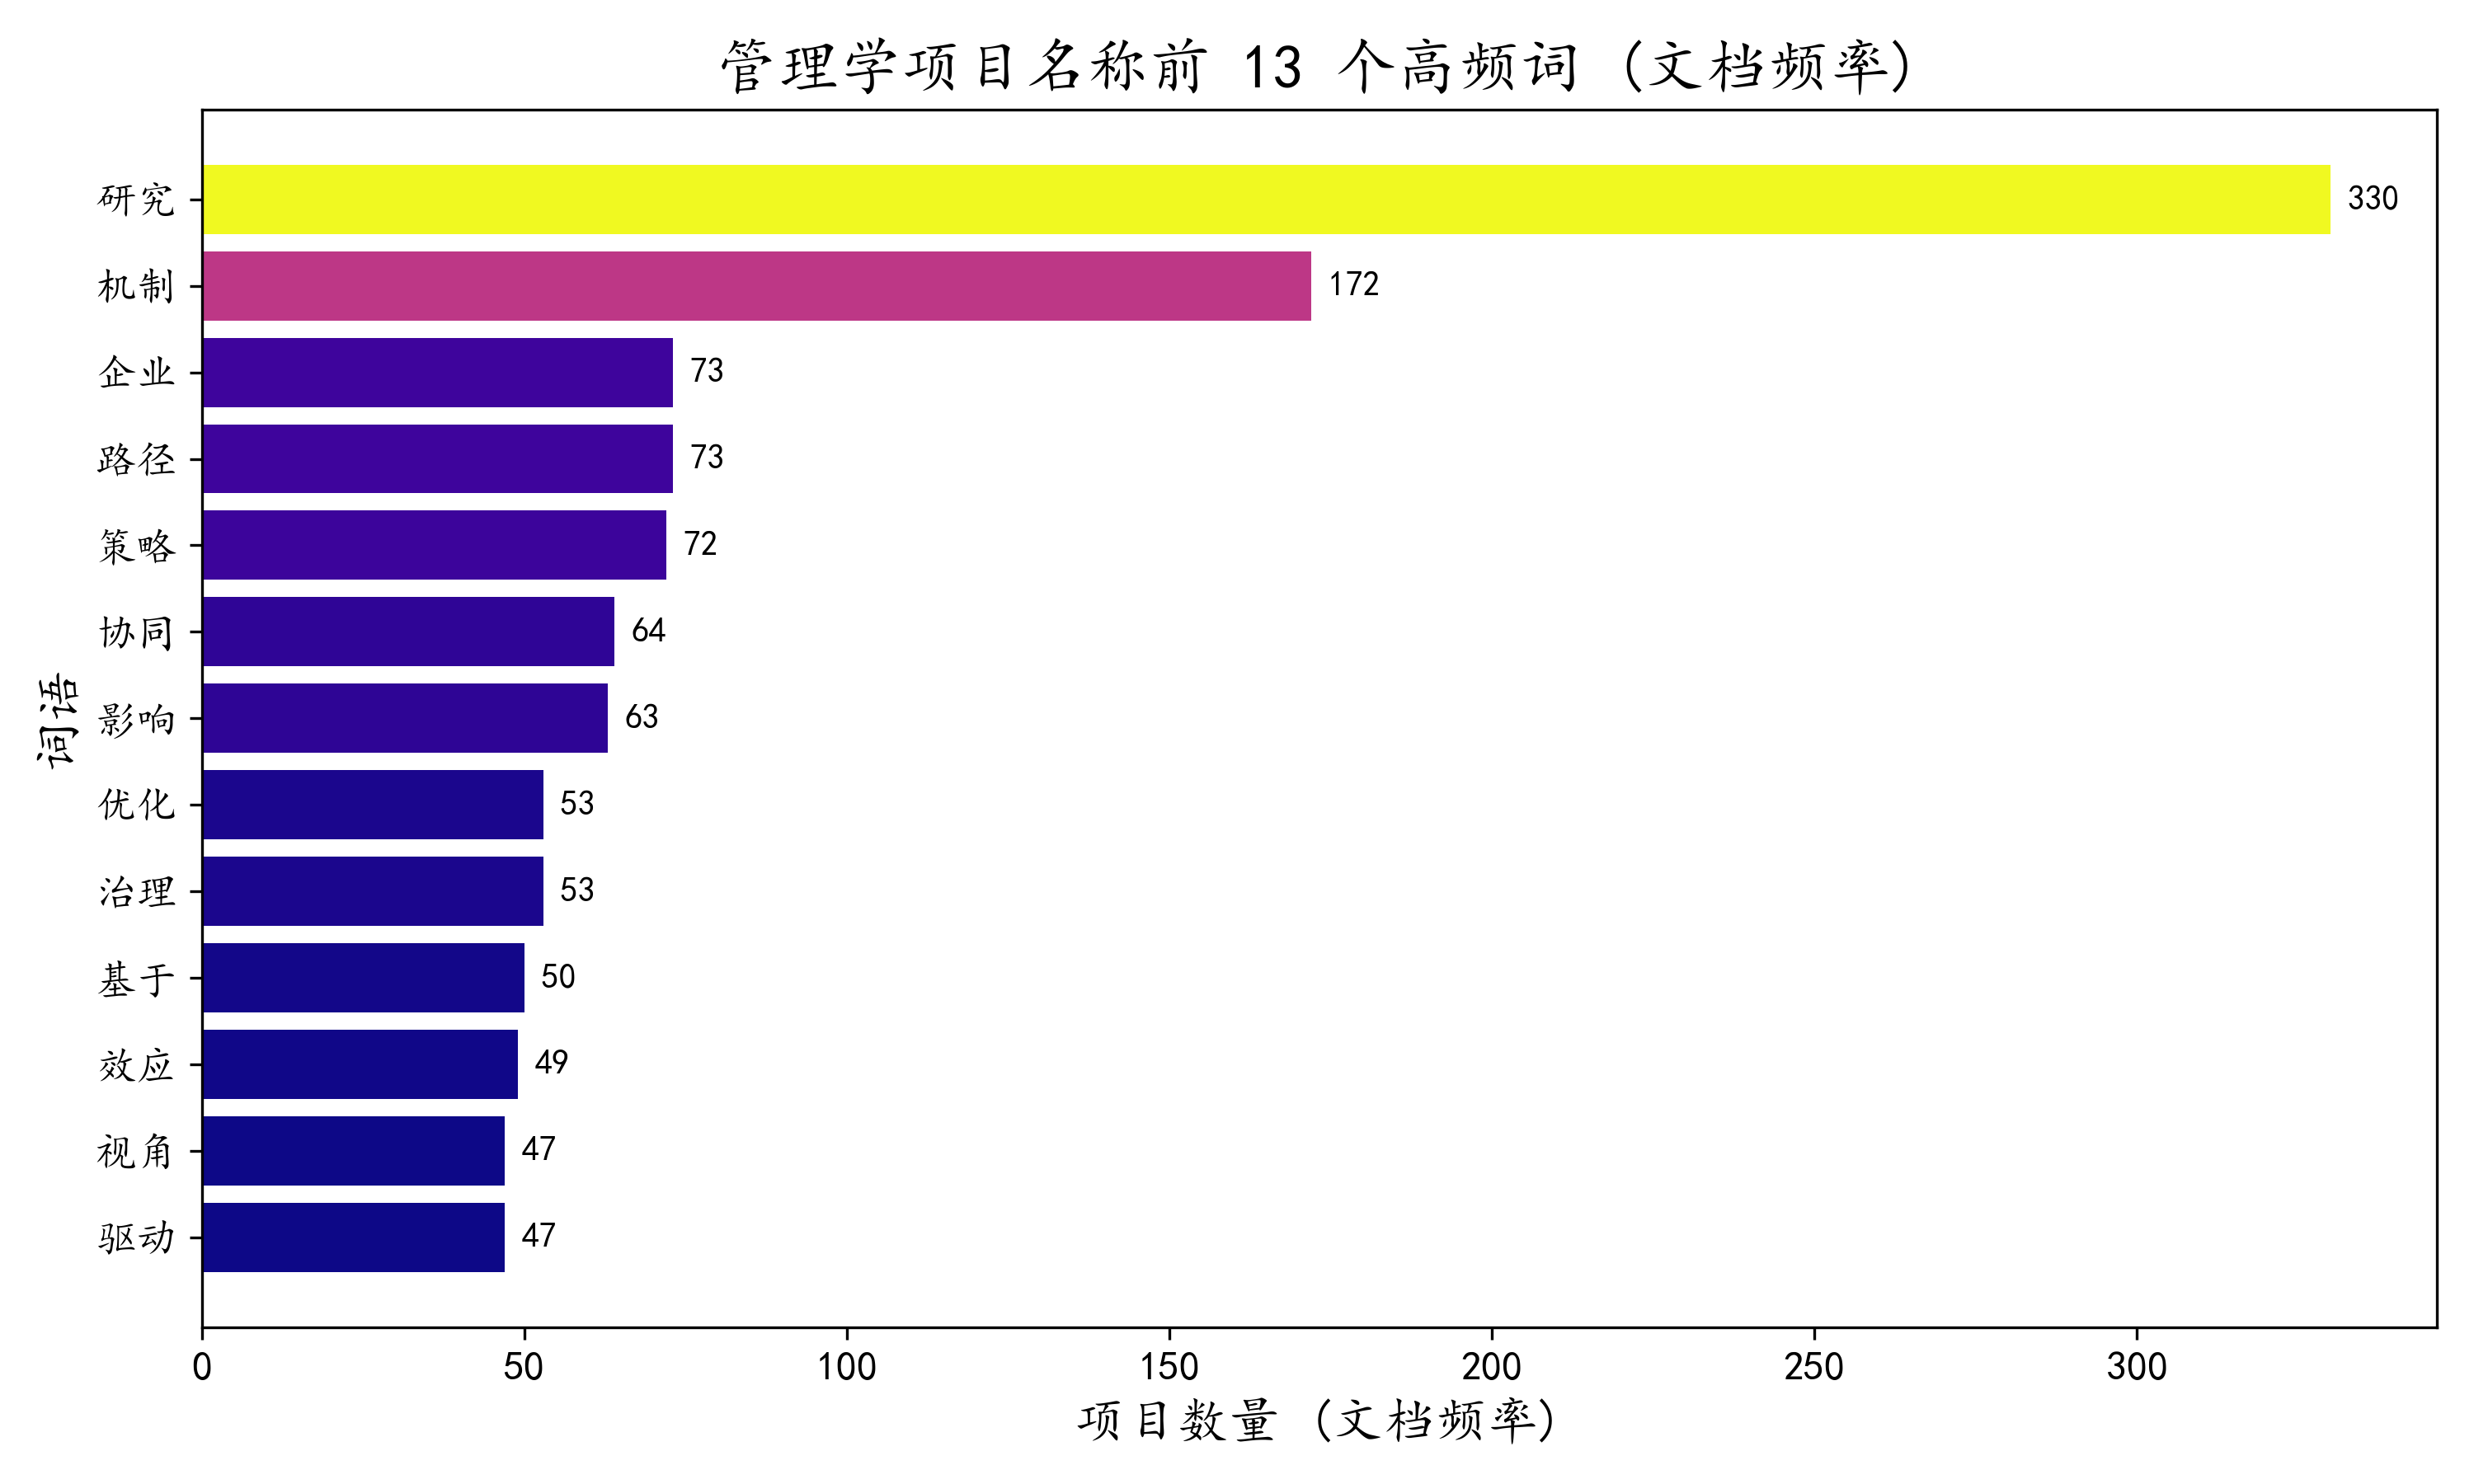 管理学项目名称前 13 个高频词 (文档频率)
研究 330
机制 172
企业 73
路径 73
策略 72
协同 64
影响 63
优化 53
治理 53
基于 50
效应 49
视角 47
驱动 47
词语
0 50 100 150 200 250 300
项目数量 (文档频率)